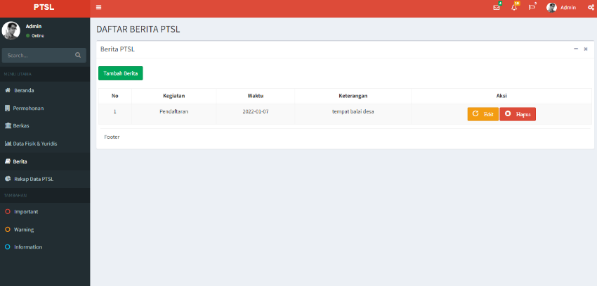 PTSL
Admin
Admin
Online
Search...
DAFTAR BERITA PTSL
Berita PTSL
Tambah Berita
No Kegiatan Waktu Keterangan Aksi
1 Pendaftaran 2022-03-07 tempat balai desa Edit Hapus
Footer
Beranda
Permohonan
Berkas
Data Fisik & Yuridis
Berita
Rekap Data PTSL
Important
Warning
Information